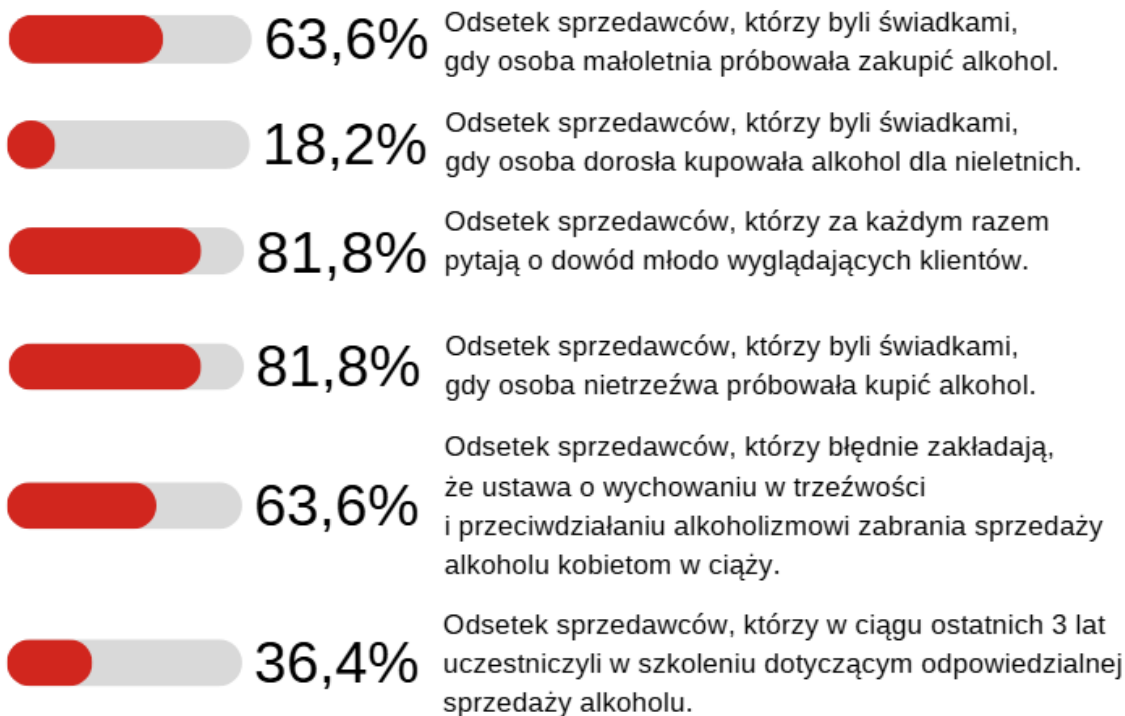 63,6%
Odsetek sprzedawców, którzy byli świadkami,
gdy osoba małoletnia próbowała zakupić alkohol.
18,2%
Odsetek sprzedawców, którzy byli świadkami,
gdy osoba dorosła kupowała alkohol dla nieletnich.
81,8%
Odsetek sprzedawców, którzy za każdym razem
pytają o dowód młodo wyglądających klientów.
81,8%
Odsetek sprzedawców, którzy byli świadkami,
gdy osoba nietrzeźwa próbowała kupić alkohol.
63,6%
Odsetek sprzedawców, którzy błędnie zakładają,
że ustawa o wychowaniu w trzeźwości
i przeciwdziałaniu alkoholizmowi zabrania sprzedaży
alkoholu kobietom w ciąży.
36,4%
Odsetek sprzedawców, którzy w ciągu ostatnich 3 lat
uczestniczyli w szkoleniu dotyczącym odpowiedzialnej
sprzedaży alkoholu.